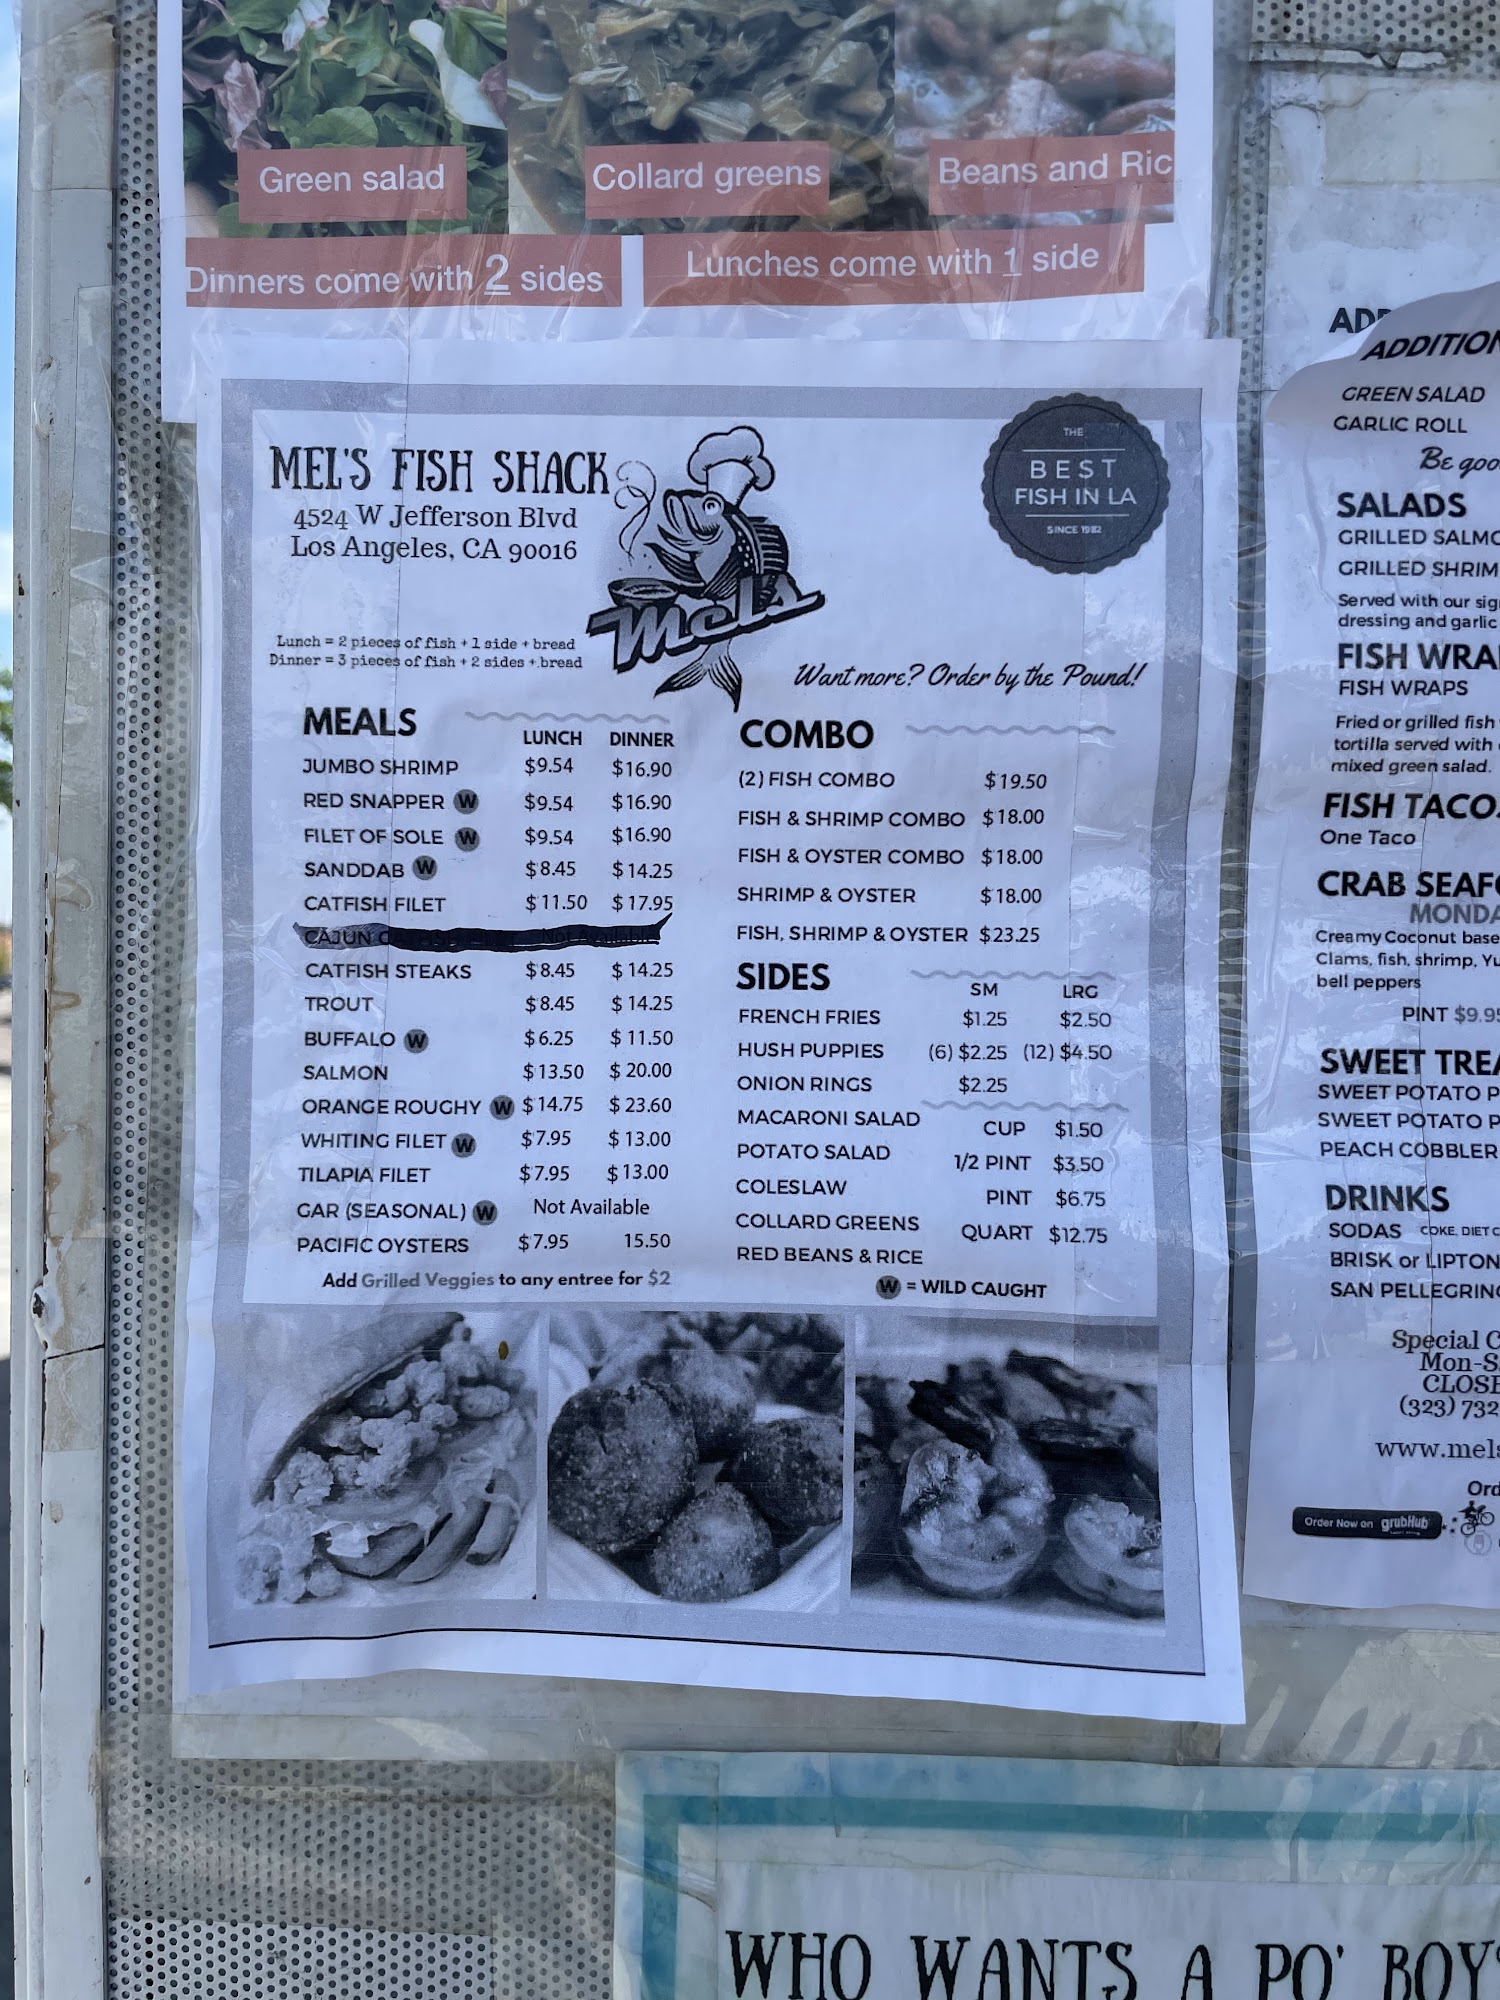 Green salad
Collard greens
Beans and Ric
Dinners come with 2 sides
Lunches come with 1 side
MEL'S FISH SHACK
4524 W Jefferson Blvd
Los Angeles, CA 90016
Mels
THE
BEST
FISH IN LA
SINCE 1982
Lunch = 2 pieces of fish + 1 side + bread
Dinner = 3 pieces of fish + 2 sides + bread
Want more? Order by the Pound!
MEALS
LUNCH DINNER
JUMBO SHRIMP $9.54 $16.90
RED SNAPPER W $9.54 $16.90
FILET OF SOLE W $9.54 $16.90
SANDDAB W $8.45 $14.25
CATFISH FILET $11.50 $17.95
CAJUN Not Available
CATFISH STEAKS $8.45 $14.25
TROUT $8.45 $14.25
BUFFALO W $6.25 $11.50
SALMON $13.50 $20.00
ORANGE ROUGHY W $14.75 $23.60
WHITING FILET W $7.95 $13.00
TILAPIA FILET $7.95 $13.00
GAR (SEASONAL) W Not Available
PACIFIC OYSTERS $7.95 15.50
Add Grilled Veggies to any entree for $2
COMBO
(2) FISH COMBO $19.50
FISH & SHRIMP COMBO $18.00
FISH & OYSTER COMBO $18.00
SHRIMP & OYSTER $18.00
FISH, SHRIMP & OYSTER $23.25
SIDES
SM LRG
FRENCH FRIES $1.25 $2.50
HUSH PUPPIES (6) $2.25 (12) $4.50
ONION RINGS $2.25
MACARONI SALAD
CUP $1.50
POTATO SALAD
1/2 PINT $3.50
COLESLAW
PINT $6.75
COLLARD GREENS
QUART $12.75
RED BEANS & RICE
W = WILD CAUGHT
ADD
ADDITION
GREEN SALAD
GARLIC ROLL
Be goo
SALADS
GRILLED SALMO
GRILLED SHRIM
Served with our sig
dressing and garlic
FISH WRA
FISH WRAPS
Fried or grilled fish
tortilla served with
mixed green salad.
FISH TACO
One Taco
CRAB SEAFO
MONDA
Creamy Coconut base
Clams, fish, shrimp, Yu
bell peppers
PINT $9.95
SWEET TREA
SWEET POTATO P
SWEET POTATO P
PEACH COBBLER
DRINKS
SODAS COKE, DIET C
BRISK or LIPTON
SAN PELLEGRINO
Special C
Mon-S
CLOSE
(323) 732
www.mels
Ord
Order Now on grubHub
WHO WANTS A PO' BOY